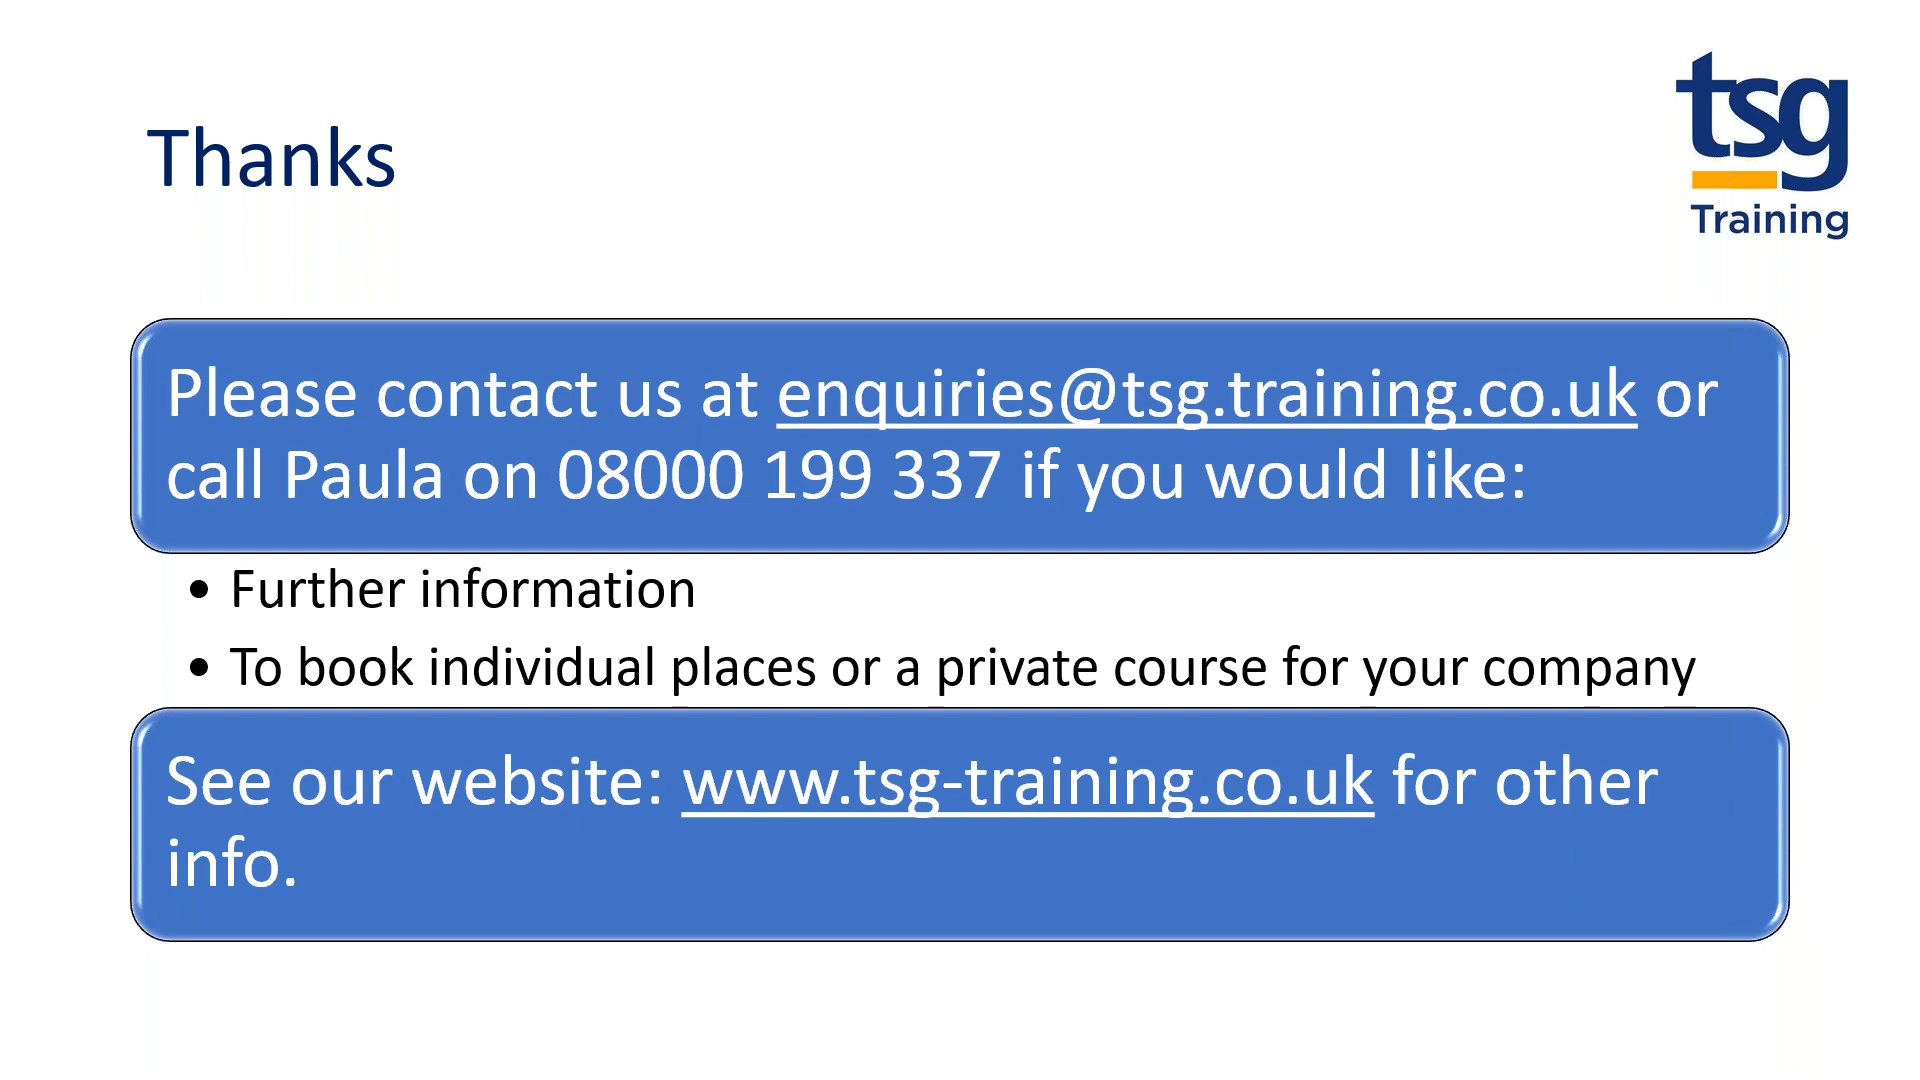 tsg
Training
Thanks
Please contact us at enquiries@tsg.training.co.uk or
call Paula on 08000 199 337 if you would like:
• Further information
• To book individual places or a private course for your company
See our website: www.tsg-training.co.uk for other
info.